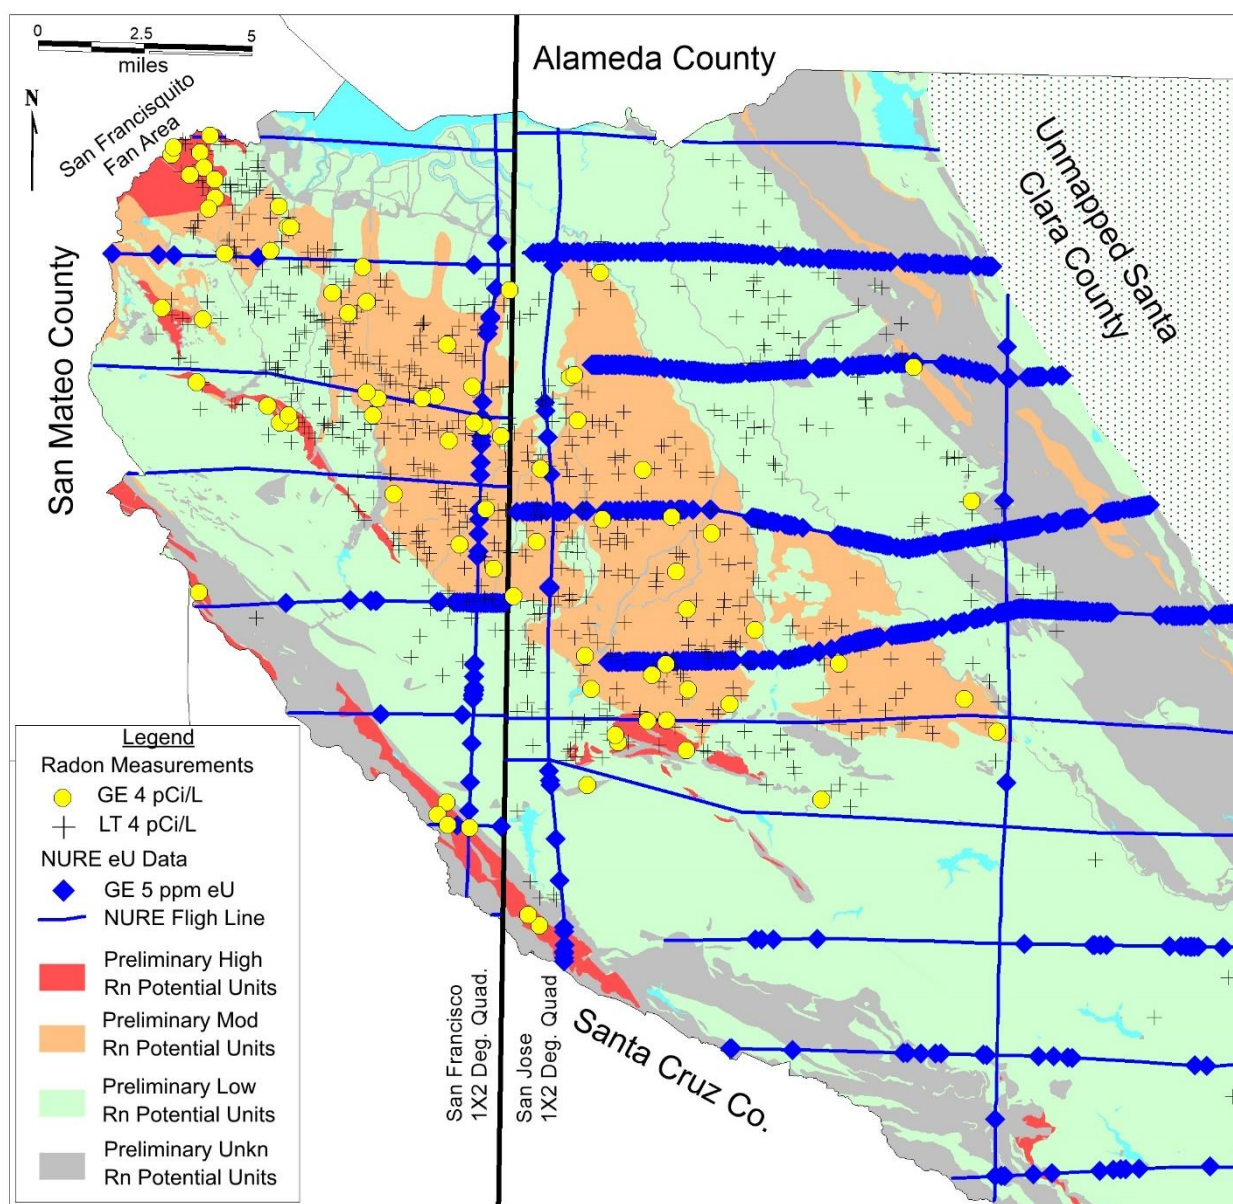 0 2.5 5
miles
N
Alameda County
San Francisquito
Fan Area
Unmapped Santa
Clara County
San Mateo County
Legend
Radon Measurements
GE 4 pCi/L
LT 4 pCi/L
NURE eU Data
GE 5 ppm eU
NURE Fligh Line
Preliminary High
Rn Potential Units
Preliminary Mod
Rn Potential Units
Preliminary Low
Rn Potential Units
Preliminary Unkn
Rn Potential Units
San Francisco
1X2 Deg. Quad.
San Jose
1X2 Deg. Quad
Santa Cruz Co.